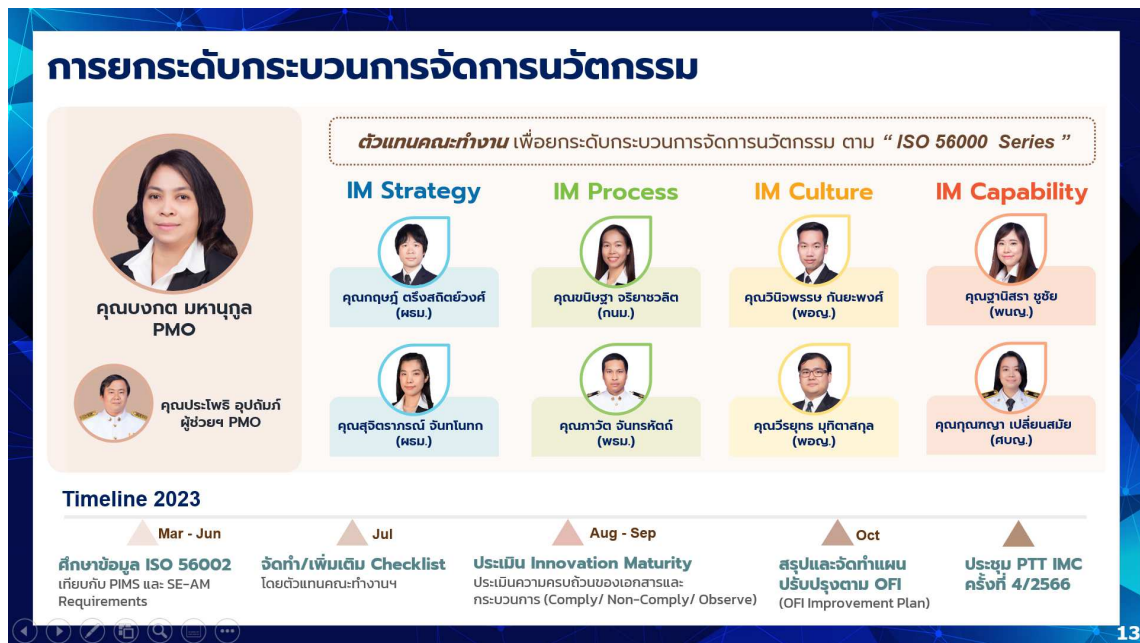 การยกระดับกระบวนการจัดการนวัตกรรม
ตัวแทนคณะทำงาน เพื่อยกระดับกระบวนการจัดการนวัตกรรม ตาม “ ISO 56000 Series ”
คุณบงกต มหานุกูล
PMO
คุณประโพธิ อุปถัมภ์
ผู้ช่วยฯ PMO
IM Strategy
คุณกฤษฎ์ ตรึงสถิตย์วงศ์
(ผธม.)
คุณสุจิตราภรณ์ จันทโนทก
(ผธม.)
IM Process
คุณขนิษฐา จริยาชวลิต
(กนม.)
คุณภาวัต จันทรหัตถ์
(พธม.)
IM Culture
คุณวินิจพรรษ กันยะพงศ์
(พอญ.)
คุณวีรยุทธ มุทิตาสกุล
(พอญ.)
IM Capability
คุณฐานิสรา ชูชัย
(พนญ.)
คุณกุณฑญา เปลี่ยนสมัย
(ศบญ.)
Timeline 2023
Mar - Jun
ศึกษาข้อมูล ISO 56002
เทียบกับ PIMS และ SE-AM
Requirements
Jul
จัดทำ/เพิ่มเติม Checklist
โดยตัวแทนคณะทำงานฯ
Aug - Sep
ประเมิน Innovation Maturity
ประเมินความครบถ้วนของเอกสารและ
กระบวนการ (Comply/ Non-Comply/ Observe)
Oct
สรุปและจัดทำแผน
ปรับปรุงตาม OFI
(OFI Improvement Plan)
ประชุม PTT IMC
ครั้งที่ 4/2566
13